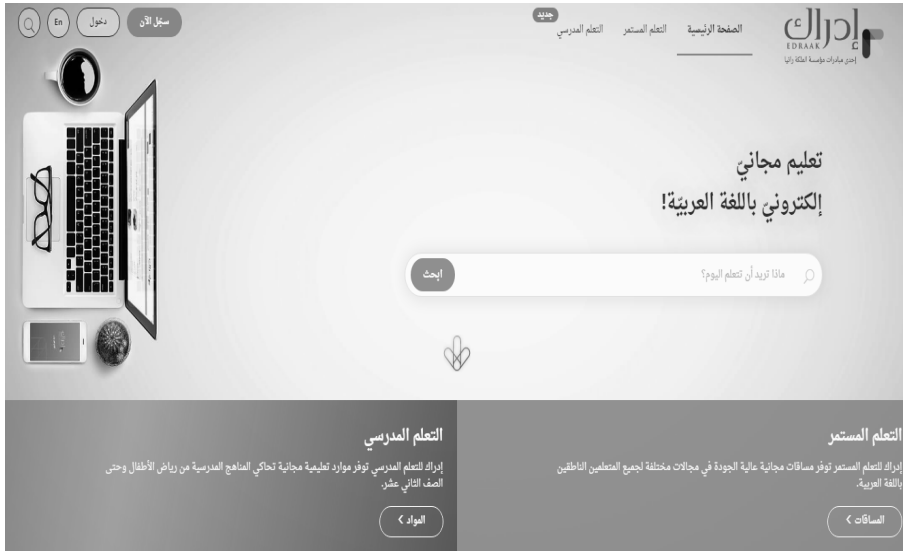 إدراك
EDRAAK
إحدى مبادرات مؤسسة الملكة رانيا
الصفحة الرئيسية
التعلم المستمر
جديد
التعلم المدرسي
سجّل الآن
دخول
En
تعليم مجانيّ
إلكترونيّ باللغة العربيّة!
ماذا تريد أن تتعلم اليوم؟
ابحث
التعلم المستمر
إدراك للتعلم المستمر توفر مساقات مجانية عالية الجودة في مجالات مختلفة لجميع المتعلمين الناطقين
باللغة العربية.
المساقات
التعلم المدرسي
إدراك للتعلم المدرسي توفر موارد تعليمية مجانية تحاكي المناهج المدرسية من رياض الأطفال وحتى
الصف الثاني عشر.
المواد